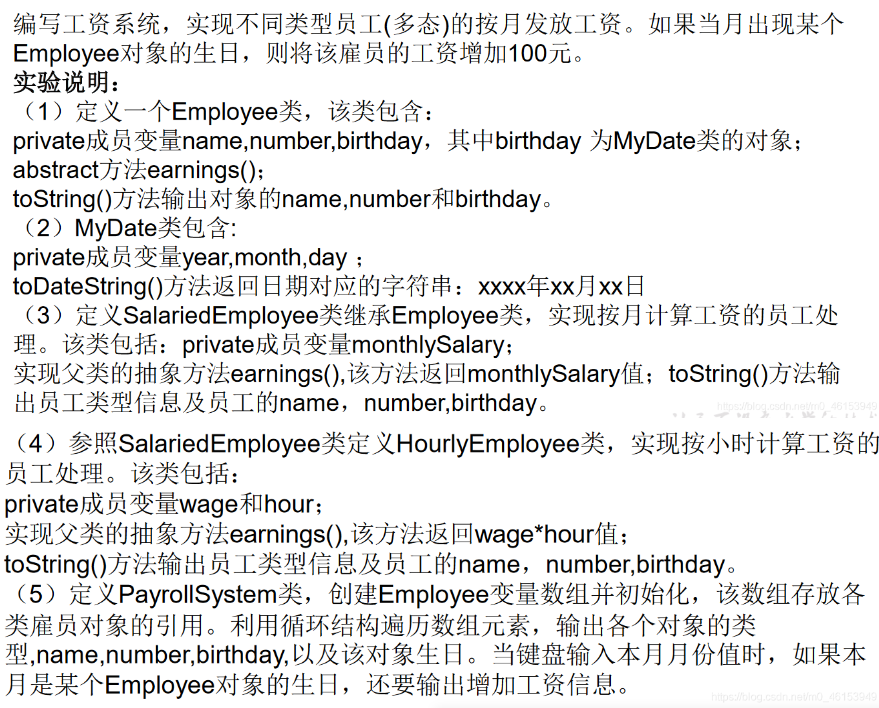 编写工资系统，实现不同类型员工(多态)的按月发放工资。如果当月出现某个
Employee对象的生日，则将该雇员的工资增加100元。
实验说明：
（1）定义一个Employee类，该类包含：
private成员变量name,number,birthday，其中birthday 为MyDate类的对象；
abstract方法earnings()；
toString()方法输出对象的name,number和birthday。
（2）MyDate类包含:
private成员变量year,month,day ；
toDateString()方法返回日期对应的字符串：xxxx年xx月xx日
（3）定义SalariedEmployee类继承Employee类，实现按月计算工资的员工处
理。该类包括：private成员变量monthlySalary；
实现父类的抽象方法earnings(),该方法返回monthlySalary值；toString()方法输
出员工类型信息及员工的name，number,birthday。
https://blog.csdn.net/m0_46153949
（4）参照SalariedEmployee类定义HourlyEmployee类，实现按小时计算工资的
员工处理。该类包括：
private成员变量wage和hour；
实现父类的抽象方法earnings(),该方法返回wage*hour值；
toString()方法输出员工类型信息及员工的name，number,birthday。
（5）定义PayrollSystem类，创建Employee变量数组并初始化，该数组存放各
类雇员对象的引用。利用循环结构遍历数组元素，输出各个对象的类
型,name,number,birthday,以及该对象生日。当键盘输入本月月份值时，如果本
月是某个Employee对象的生日，还要输出增加工资信息。
https://blog.csdn.net/m0_46153949